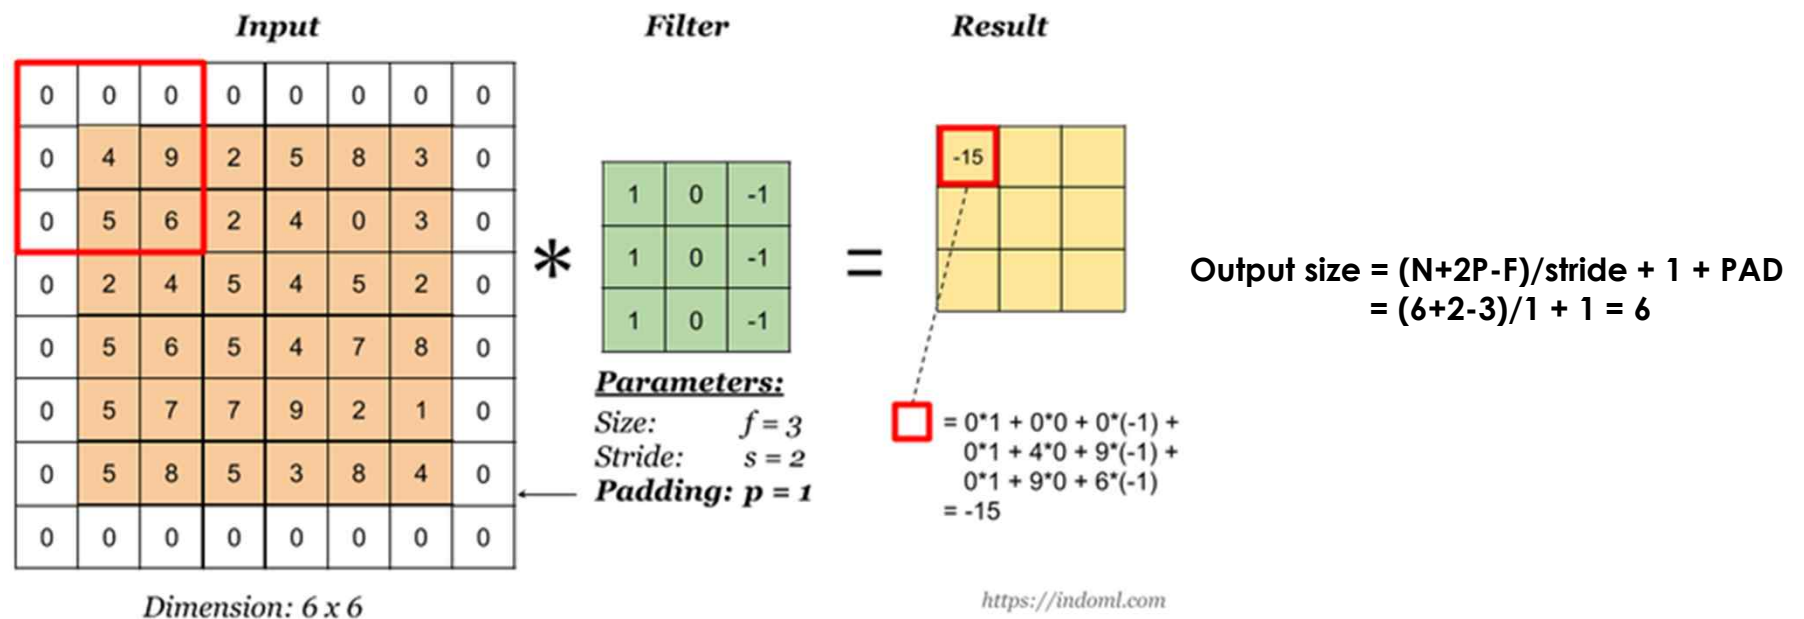 Input
0 0 0 0 0 0 0 0
0 4 9 2 5 8 3 0
0 5 6 2 4 0 3 0
0 2 4 5 4 5 2 0
0 5 6 5 4 7 8 0
0 5 7 7 9 2 1 0
0 5 8 5 3 8 4 0
0 0 0 0 0 0 0 0
Dimension: 6 x 6
*
Filter
1 0 -1
1 0 -1
1 0 -1
Parameters:
Size: f = 3
Stride: s = 2
Padding: p = 1
=
Result
-15
= 0*1 + 0*0 + 0*(-1) +
0*1 + 4*0 + 9*(-1) +
0*1 + 9*0 + 6*(-1)
= -15
https://indoml.com
Output size = (N+2P-F)/stride + 1 + PAD
= (6+2-3)/1 + 1 = 6